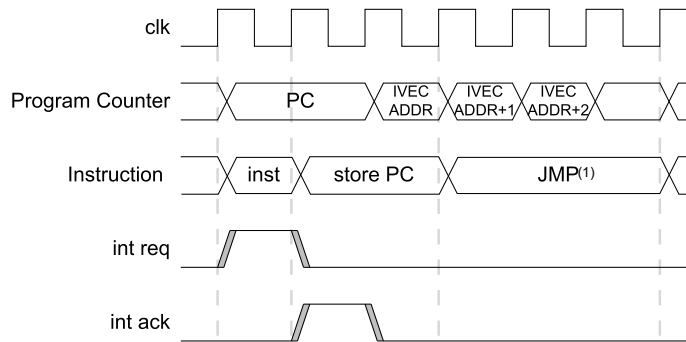 clk
Program Counter
PC
IVEC
ADDR
IVEC
ADDR+1
IVEC
ADDR+2
Instruction
inst
store PC
JMP(1)
int req
int ack